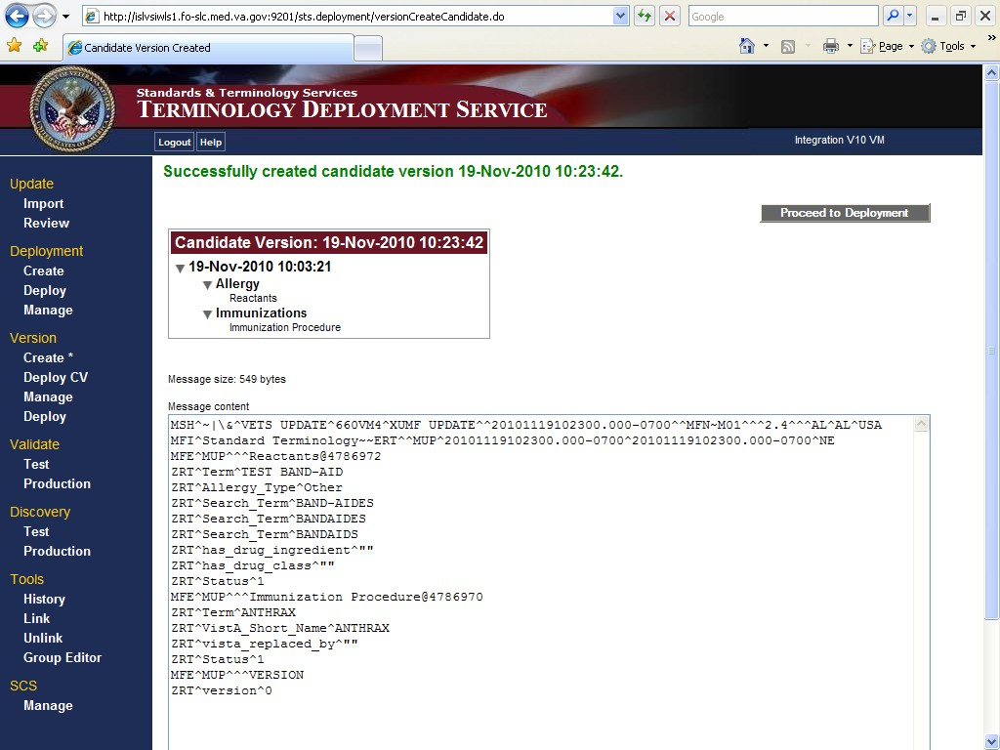 http://islvsiwls1.fo-slc.med.va.gov:9201/sts.deployment/versionCreateCandidate.do
Google
Candidate Version Created
Page
Tools
Standards & Terminology Services
TERMINOLOGY DEPLOYMENT SERVICE
Logout
Help
Integration V10 VM
Update
Import
Review
Deployment
Create
Deploy
Manage
Version
Create *
Deploy CV
Manage
Deploy
Validate
Test
Production
Discovery
Test
Production
Tools
History
Link
Unlink
Group Editor
SCS
Manage
Successfully created candidate version 19-Nov-2010 10:23:42.
Proceed to Deployment
Candidate Version: 19-Nov-2010 10:23:42
19-Nov-2010 10:03:21
Allergy
Reactants
Immunizations
Immunization Procedure
Message size: 549 bytes
Message content
MSH^~|\&^VETS UPDATE^660VM4^XUMF UPDATE^^20101119102300.000-0700^^MFN~M01^^^2.4^^^AL^AL^USA
MFI^Standard Terminology~~ERT^^MUP^20101119102300.000-0700^20101119102300.000-0700^NE
MFE^MUP^^^Reactants@4786972
ZRT^Term^TEST BAND-AID
ZRT^Allergy_Type^Other
ZRT^Search_Term^BAND-AIDES
ZRT^Search_Term^BANDAIDES
ZRT^Search_Term^BANDAIDS
ZRT^has_drug_ingredient^""
ZRT^has_drug_class^""
ZRT^Status^1
MFE^MUP^^^Immunization Procedure@4786970
ZRT^Term^ANTHRAX
ZRT^VistA_Short_Name^ANTHRAX
ZRT^vista_replaced_by^""
ZRT^Status^1
MFE^MUP^^^VERSION
ZRT^version^0